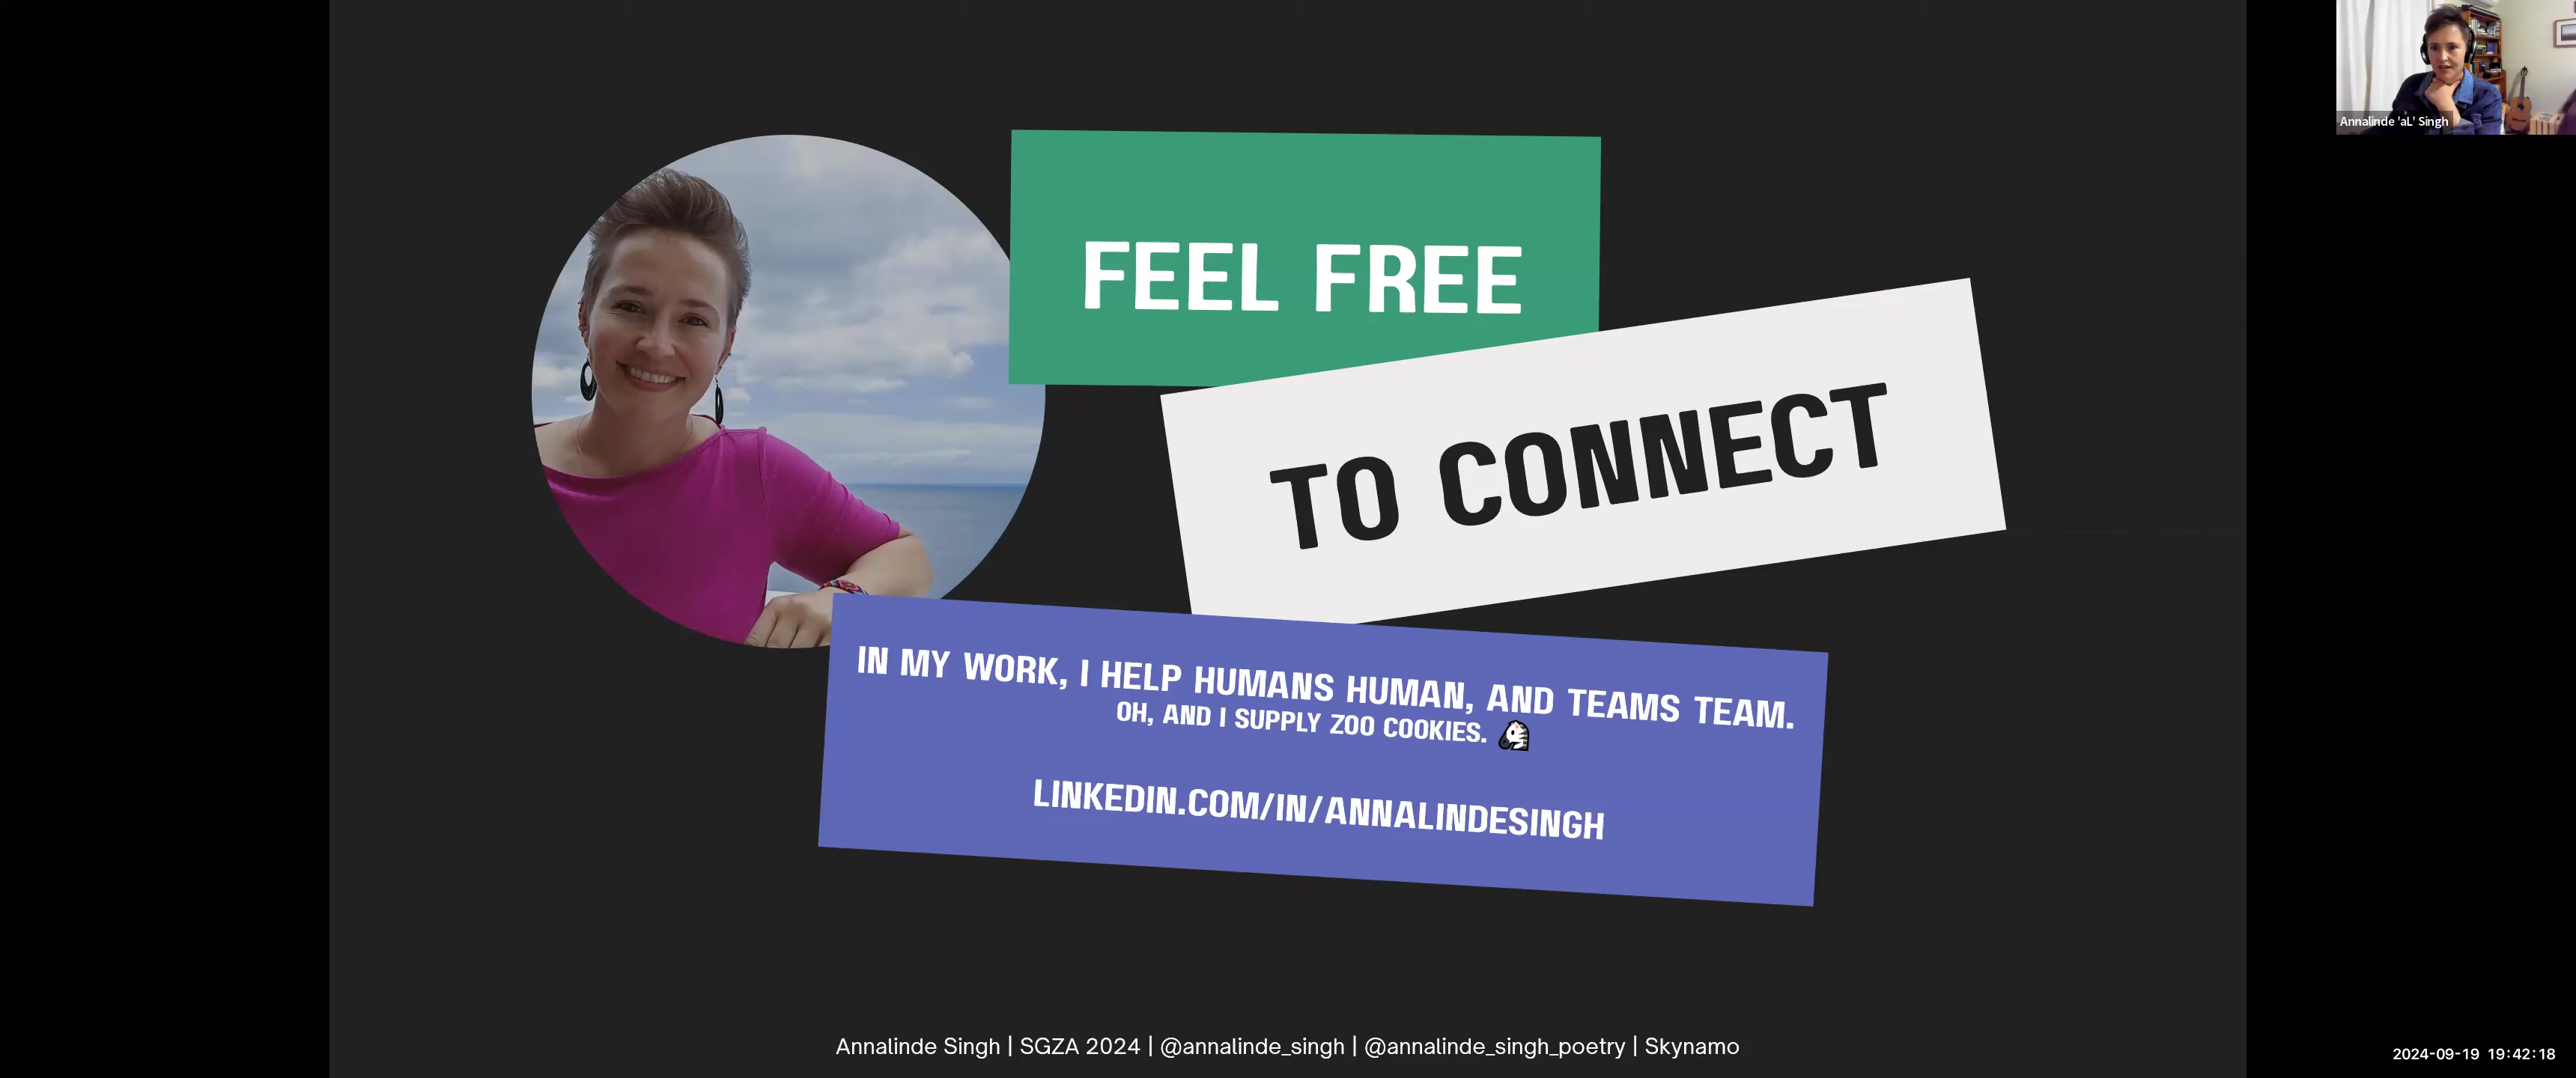 Annalinde 'aL' Singh
FEEL FREE
TO CONNECT
IN MY WORK, I HELP HUMANS HUMAN, AND TEAMS TEAM.
OH, AND I SUPPLY ZOO COOKIES.
LINKEDIN.COM/IN/ANNALINDESINGH
Annalinde Singh | SGZA 2024 | @annalinde_singh | @annalinde_singh_poetry | Skynamo
2024-09-19 19:42:18